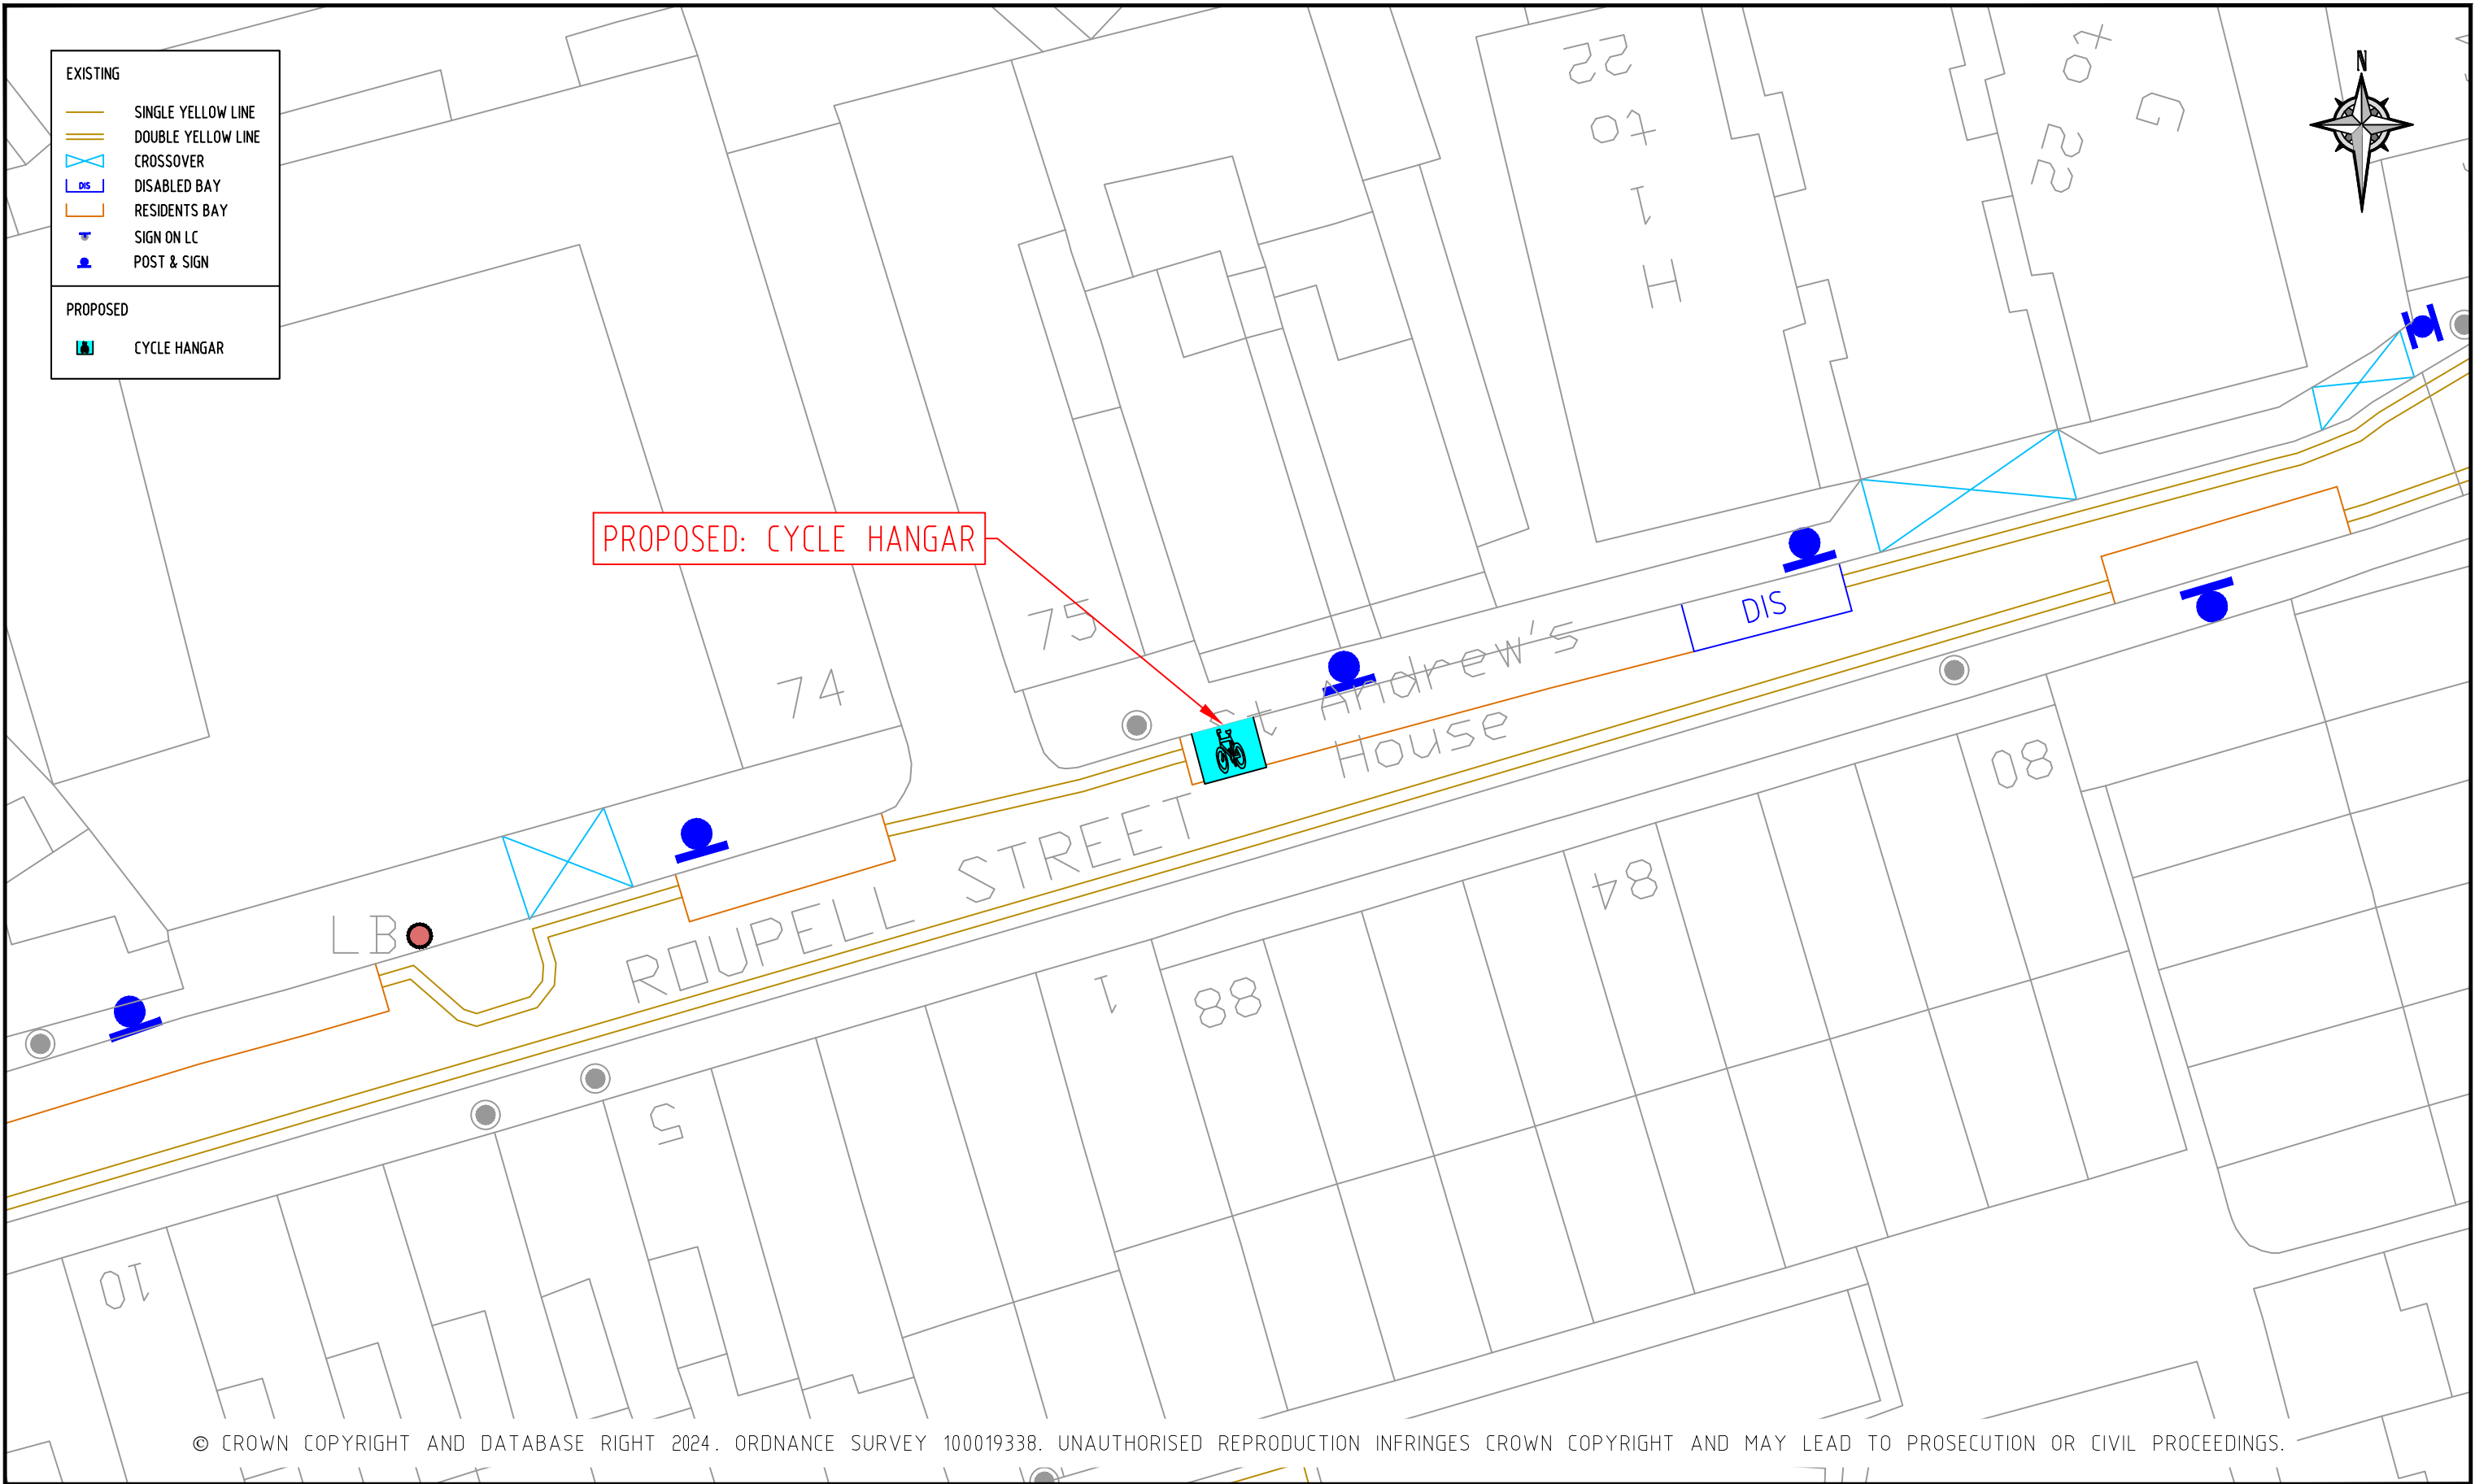 EXISTING
SINGLE YELLOW LINE
DOUBLE YELLOW LINE
CROSSOVER
DIS
DISABLED BAY
RESIDENTS BAY
SIGN ON LC
POST & SIGN
PROPOSED
CYCLE HANGAR
N
22
1 to
H
PROPOSED: CYCLE HANGAR
75
74
DIS
St Andrew's
House
ROUPELL STREET
LB
80
84
88
1
5
10
© CROWN COPYRIGHT AND DATABASE RIGHT 2024. ORDNANCE SURVEY 100019338. UNAUTHORISED REPRODUCTION INFRINGES CROWN COPYRIGHT AND MAY LEAD TO PROSECUTION OR CIVIL PROCEEDINGS.